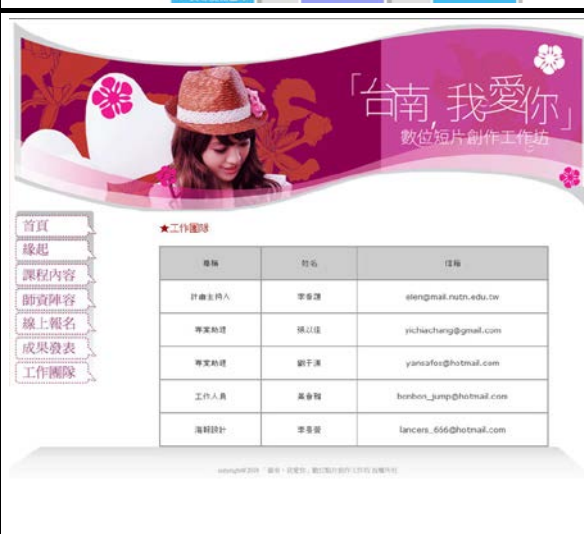 「台南, 我愛你」
數位短片創作工作坊
首頁
緣起
課程內容
師資陣容
線上報名
成果發表
工作團隊
★工作團隊
職稱 姓名 信箱
計畫主持人 elen@mail.nutn.edu.tw
專案助理 張以佳 yichiachang@gmail.com
專案助理 yansafos@hotmail.com
工作人員 honhon_jump@hotmail.com
海報設計 lancers_656@hotmail.com